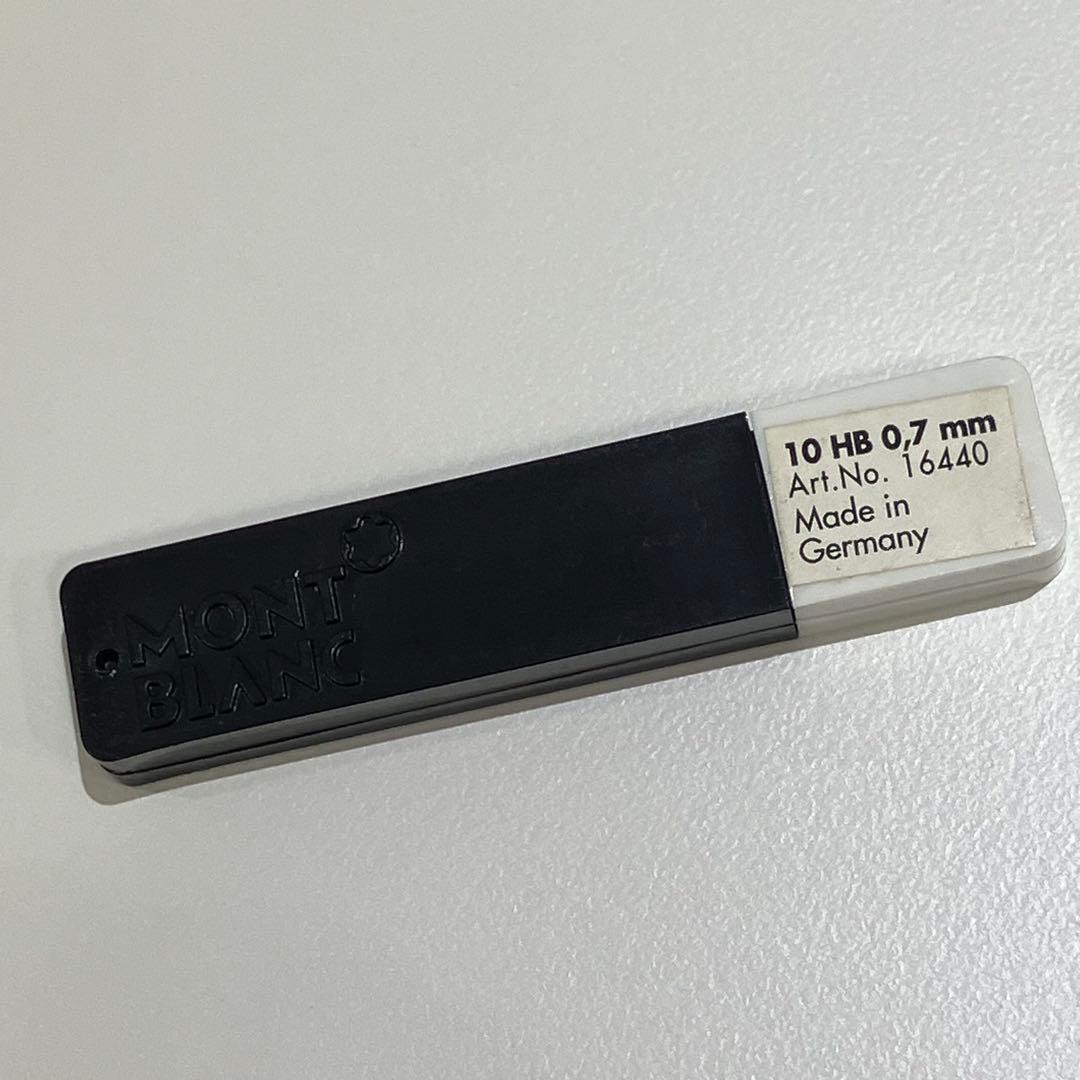 MONT
BLANC
10 HB 0,7 mm
Art.No. 16440
Made in
Germany